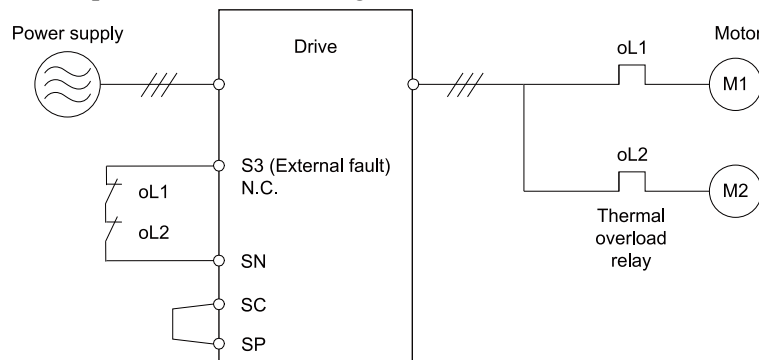 Power supply
Drive
oL1
Motor
M1
S3 (External fault)
N.C.
oL1
oL2
oL2
M2
Thermal
overload
relay
SN
SC
SP